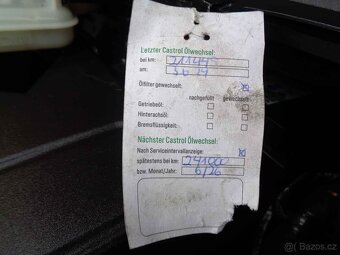 Letzter Castrol Ölwechsel:
bei km:
am:
Ölfilter gewechselt:
nachgefüllt gewechselt
Getriebeöl:
Hinterachsöl:
Bremsflüssigkeit:
Nächster Castrol Ölwechsel:
Nach Serviceintervallanzeige:
spätestens bei km: 241000
bzw. Monat/Jahr: 6/26
Bazos.cz